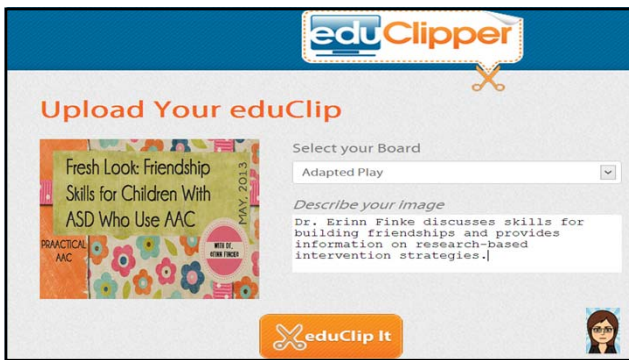 eduClipper
Upload Your eduClip
Fresh Look: Friendship
Skills for Children With
ASD Who Use AAC
MAY, 2013
PRAACTICAL
AAC
WITH DR.
Select your Board
Adapted Play
Describe your image
Dr. Erinn Finke discusses skills for
building friendships and provides
information on research-based
intervention strategies.
eduClip It